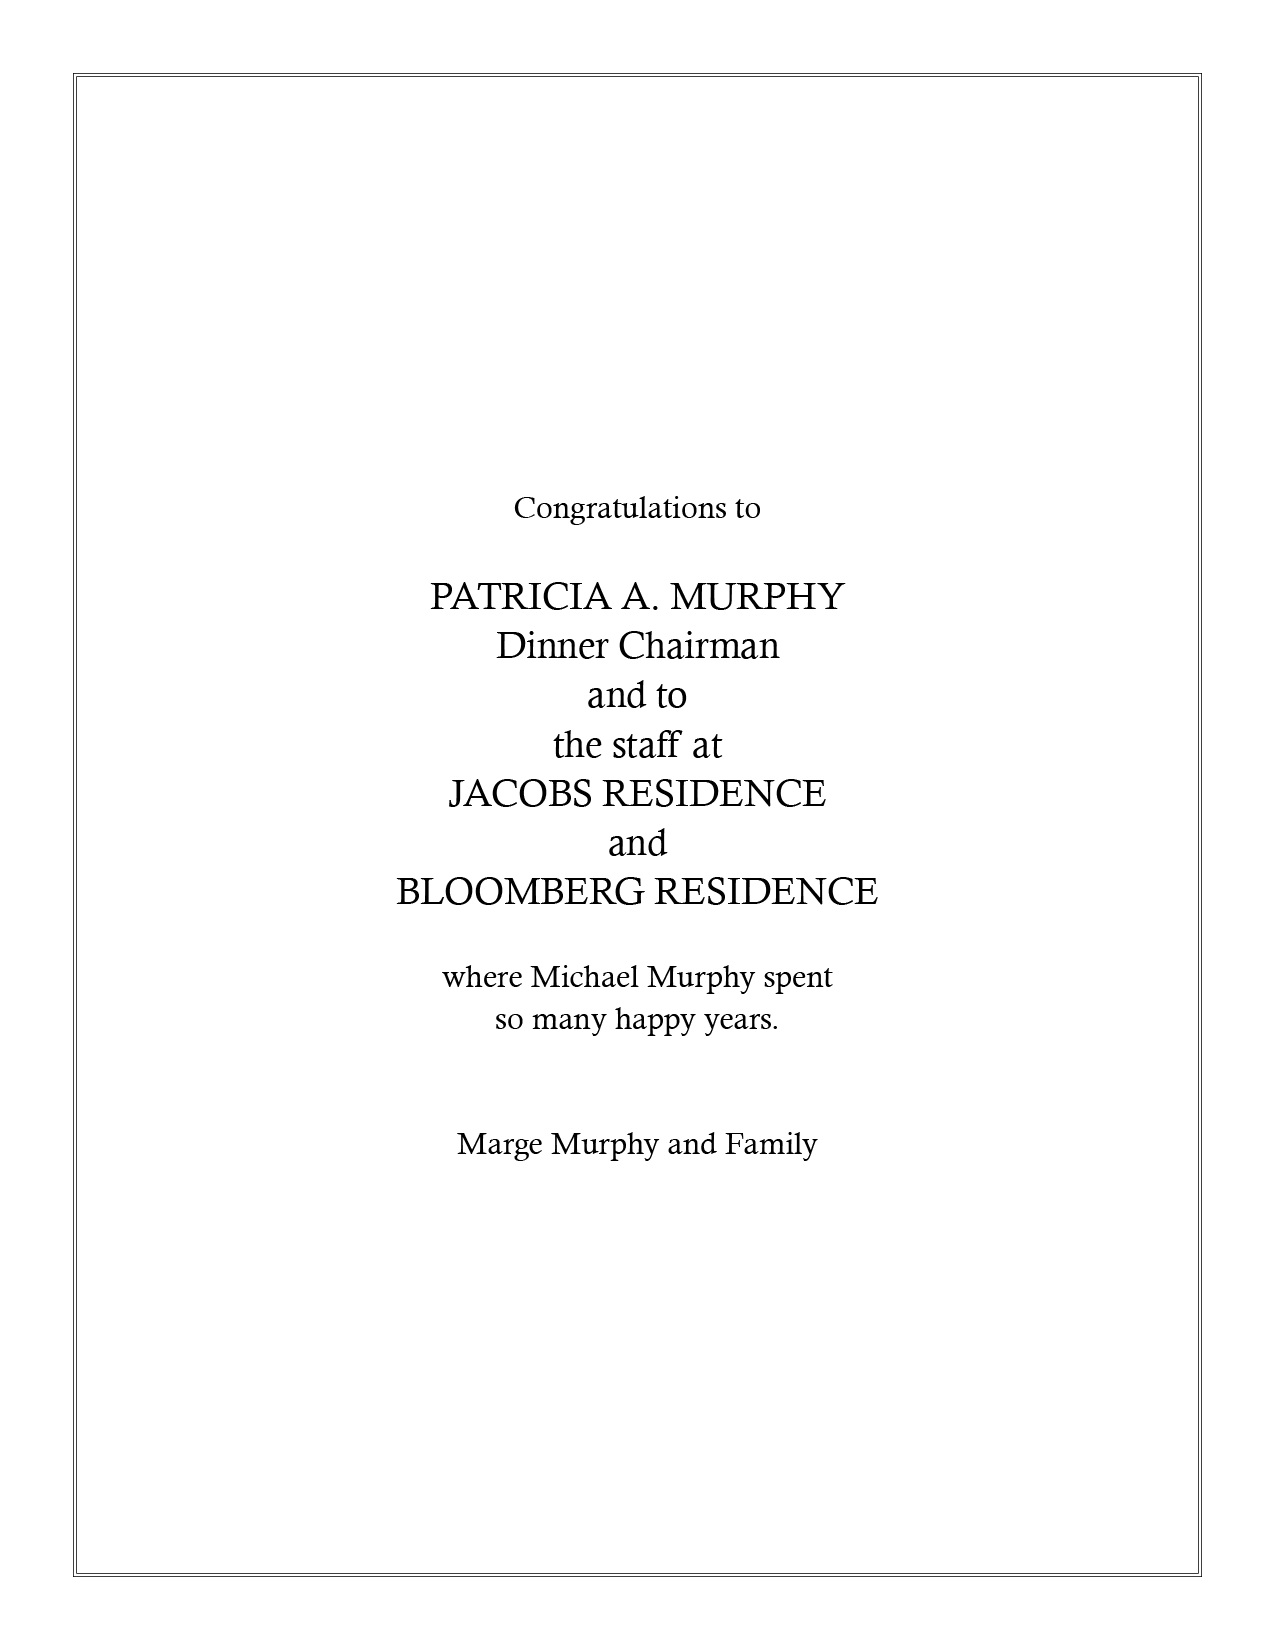 Congratulations to
PATRICIA A. MURPHY
Dinner Chairman
and to
the staff at
JACOBS RESIDENCE
and
BLOOMBERG RESIDENCE
where Michael Murphy spent
so many happy years.
Marge Murphy and Family